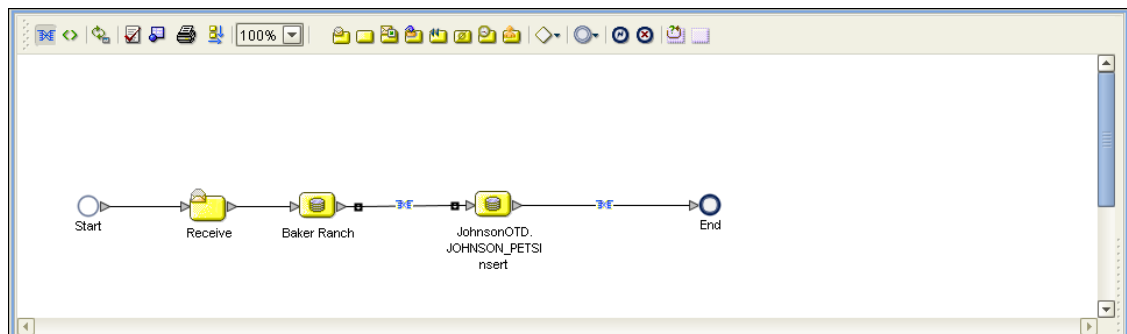 100%
Start
Receive
Baker Ranch
JohnsonOTD.
JOHNSON_PETSI
nsert
End